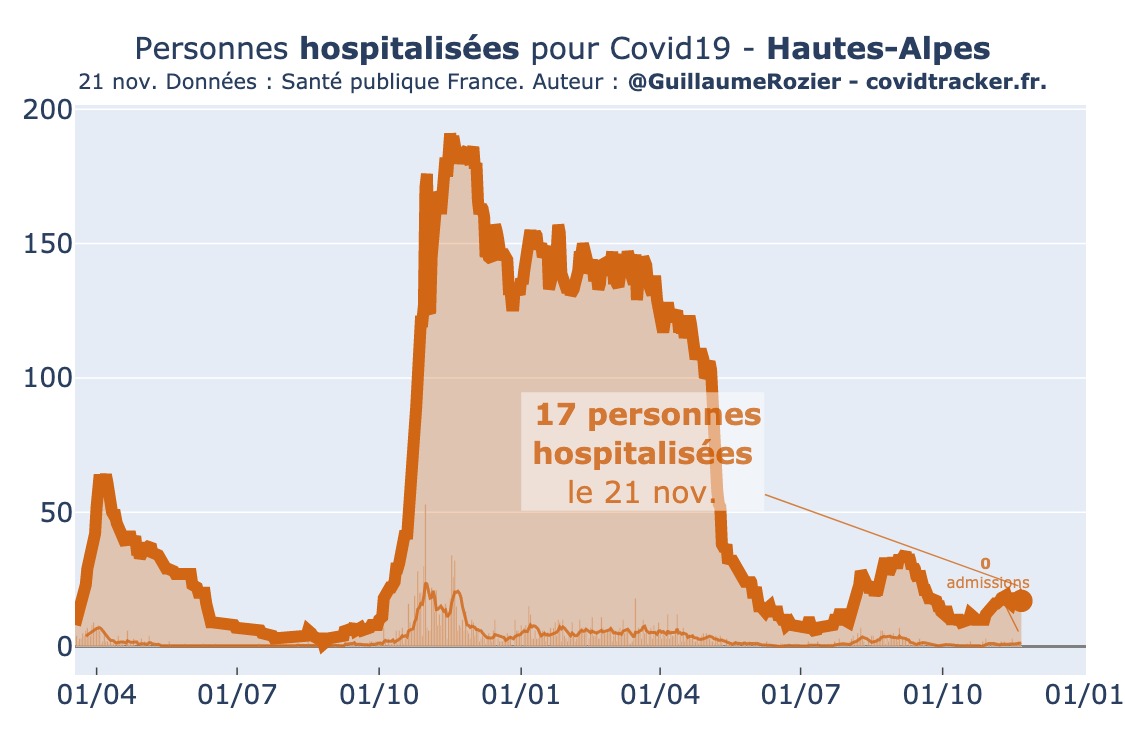 Personnes hospitalisées pour Covid19 - Hautes-Alpes
21 nov. Données : Santé publique France. Auteur : @GuillaumeRozier - covidtracker.fr.
200
150
100
50
0
17 personnes
hospitalisées
le 21 nov.
0
admissions
01/04 01/07 01/10 01/01 01/04 01/07 01/10 01/01